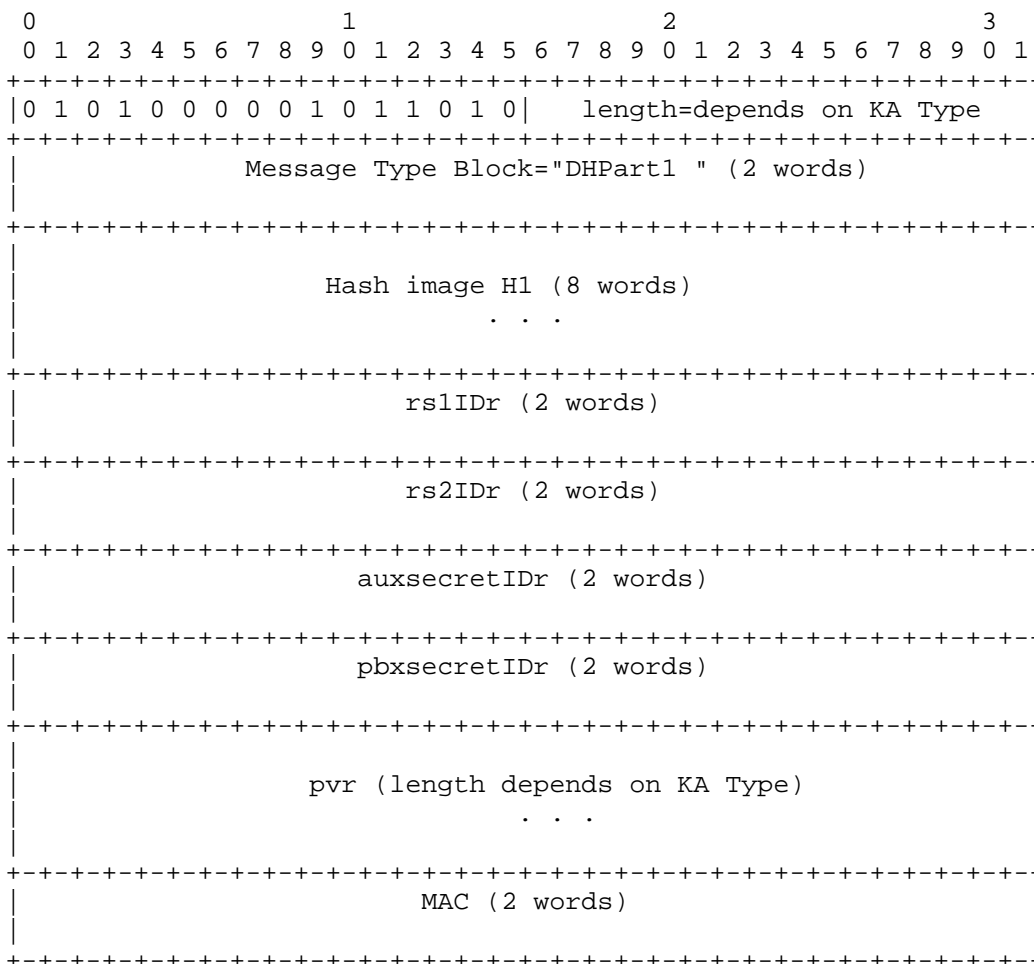 0                   1                   2                   3
 0 1 2 3 4 5 6 7 8 9 0 1 2 3 4 5 6 7 8 9 0 1 2 3 4 5 6 7 8 9 0 1
+-+-+-+-+-+-+-+-+-+-+-+-+-+-+-+-+-+-+-+-+-+-+-+-+-+-+-+-+-+-+-+-
|0 1 0 1 0 0 0 0 0 1 0 1 1 0 1 0|   length=depends on KA Type
+-+-+-+-+-+-+-+-+-+-+-+-+-+-+-+-+-+-+-+-+-+-+-+-+-+-+-+-+-+-+-+-
|              Message Type Block="DHPart1 " (2 words)
|
+-+-+-+-+-+-+-+-+-+-+-+-+-+-+-+-+-+-+-+-+-+-+-+-+-+-+-+-+-+-+-+-
|
|                   Hash image H1 (8 words)
|                             . . .
|
+-+-+-+-+-+-+-+-+-+-+-+-+-+-+-+-+-+-+-+-+-+-+-+-+-+-+-+-+-+-+-+-
|                        rs1IDr (2 words)
|
+-+-+-+-+-+-+-+-+-+-+-+-+-+-+-+-+-+-+-+-+-+-+-+-+-+-+-+-+-+-+-+-
|                        rs2IDr (2 words)
|
+-+-+-+-+-+-+-+-+-+-+-+-+-+-+-+-+-+-+-+-+-+-+-+-+-+-+-+-+-+-+-+-
|                     auxsecretIDr (2 words)
|
+-+-+-+-+-+-+-+-+-+-+-+-+-+-+-+-+-+-+-+-+-+-+-+-+-+-+-+-+-+-+-+-
|                     pbxsecretIDr (2 words)
|
+-+-+-+-+-+-+-+-+-+-+-+-+-+-+-+-+-+-+-+-+-+-+-+-+-+-+-+-+-+-+-+-
|
|                  pvr (length depends on KA Type)
|                               . . .
|
+-+-+-+-+-+-+-+-+-+-+-+-+-+-+-+-+-+-+-+-+-+-+-+-+-+-+-+-+-+-+-+-
|                         MAC (2 words)
|
+-+-+-+-+-+-+-+-+-+-+-+-+-+-+-+-+-+-+-+-+-+-+-+-+-+-+-+-+-+-+-+-